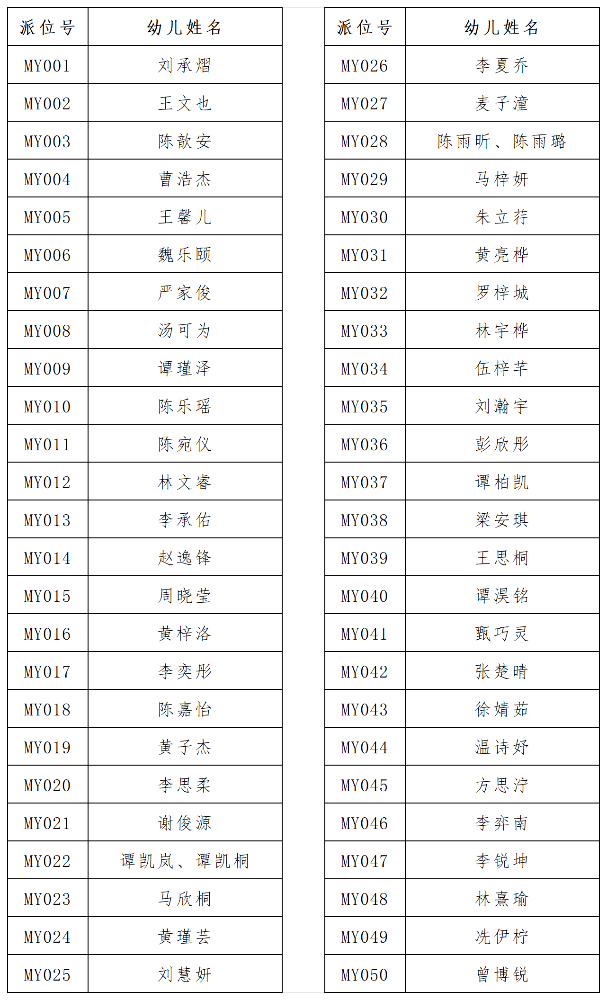 派位号 幼儿姓名
MY001 刘承熠
MY002 王文也
MY003 陈歆安
MY004 曹浩杰
MY005 王馨儿
MY006 魏乐颐
MY007 严家俊
MY008 汤可为
MY009 谭瑾泽
MY010 陈乐瑶
MY011 陈宛仪
MY012 林文睿
MY013 李承佑
MY014 赵逸锋
MY015 周晓莹
MY016 黄梓洛
MY017 李奕彤
MY018 陈嘉怡
MY019 黄子杰
MY020 李思柔
MY021 谢俊源
MY022 谭凯岚、谭凯桐
MY023 马欣桐
MY024 黄瑾芸
MY025 刘慧妍
派位号 幼儿姓名
MY026 李夏乔
MY027 麦子潼
MY028 陈雨昕、陈雨璐
MY029 马梓妍
MY030 朱立荇
MY031 黄亮桦
MY032 罗梓城
MY033 林宇桦
MY034 伍梓芊
MY035 刘瀚宇
MY036 彭欣彤
MY037 谭柏凯
MY038 梁安琪
MY039 王思桐
MY040 谭淏铭
MY041 甄巧灵
MY042 张楚晴
MY043 徐婧茹
MY044 温诗妤
MY045 方思泞
MY046 李弈南
MY047 李锐坤
MY048 林熹瑜
MY049 冼伊柠
MY050 曾博锐